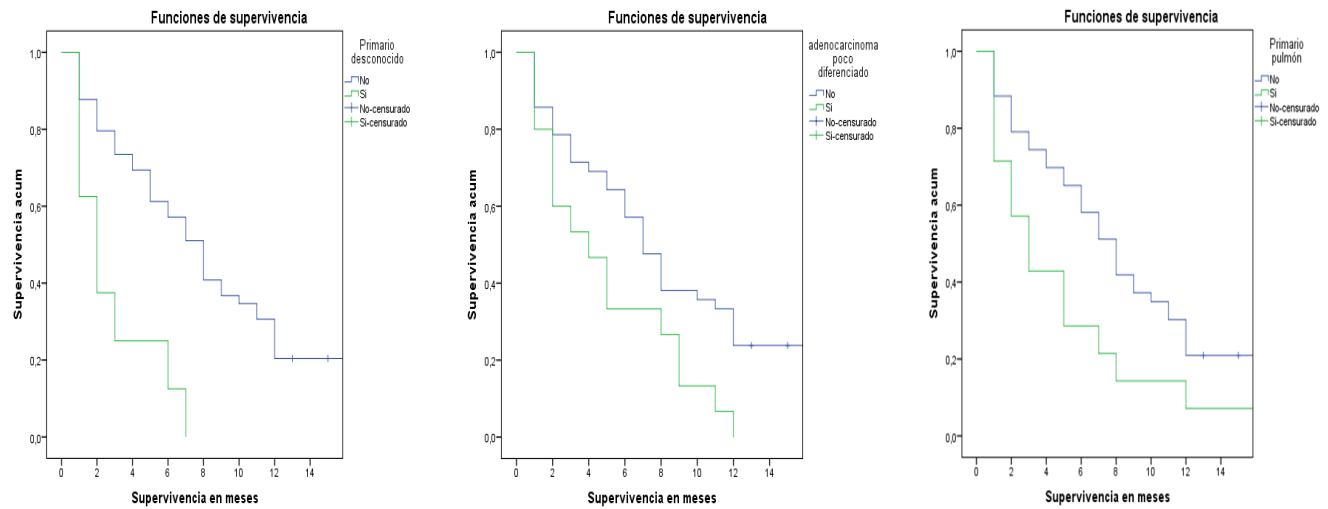 Funciones de supervivencia
Primario
desconocido
No
Si
No-censurado
Si-censurado
Supervivencia acum
1,0
0,8
0,6
0,4
0,2
0,0
0 2 4 6 8 10 12 14
Supervivencia en meses
Funciones de supervivencia
adenocarcinoma
poco
diferenciado
No
Si
No-censurado
Si-censurado
Supervivencia acum
1,0
0,8
0,6
0,4
0,2
0,0
0 2 4 6 8 10 12 14
Supervivencia en meses
Funciones de supervivencia
Primario
pulmón
No
Si
No-censurado
Si-censurado
Supervivencia acum
1,0
0,8
0,6
0,4
0,2
0,0
0 2 4 6 8 10 12 14
Supervivencia en meses